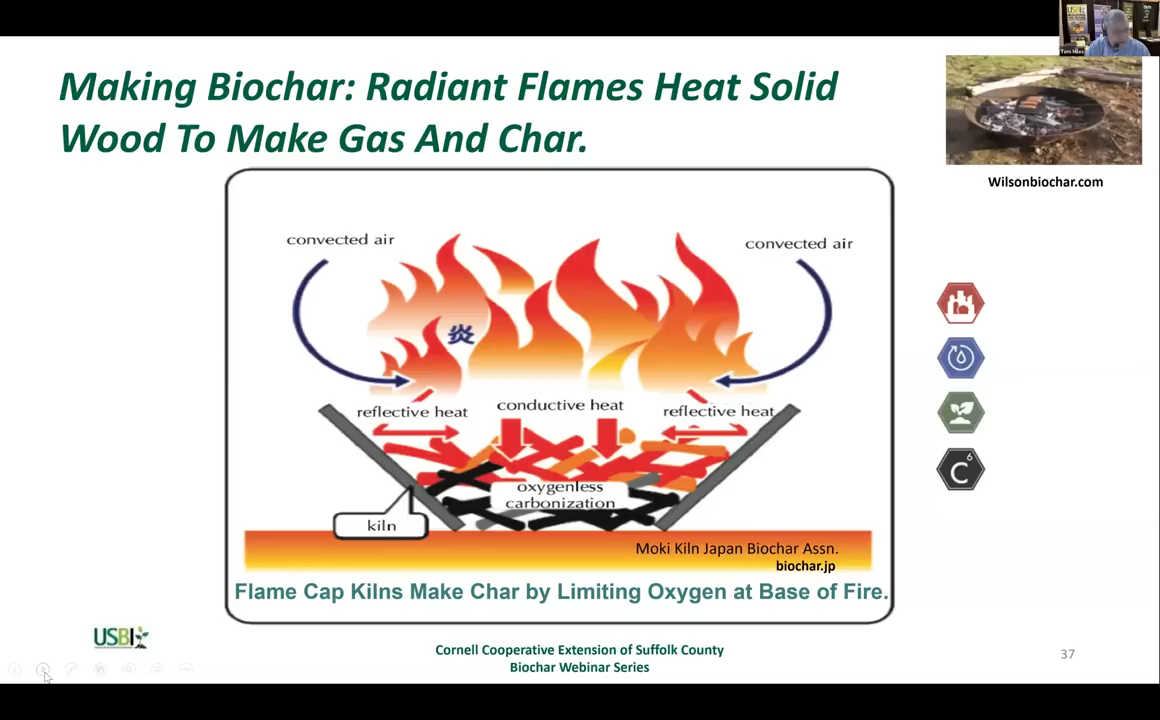 Tom Miles
Making Biochar: Radiant Flames Heat Solid
Wood To Make Gas And Char.
Wilsonbiochar.com
convected air
convected air
炎
reflective heat
conductive heat
reflective heat
oxygenless
carbonization
kiln
Moki Kiln Japan Biochar Assn.
biochar.jp
Flame Cap Kilns Make Char by Limiting Oxygen at Base of Fire.
C 6
USBI
Cornell Cooperative Extension of Suffolk County
Biochar Webinar Series
37